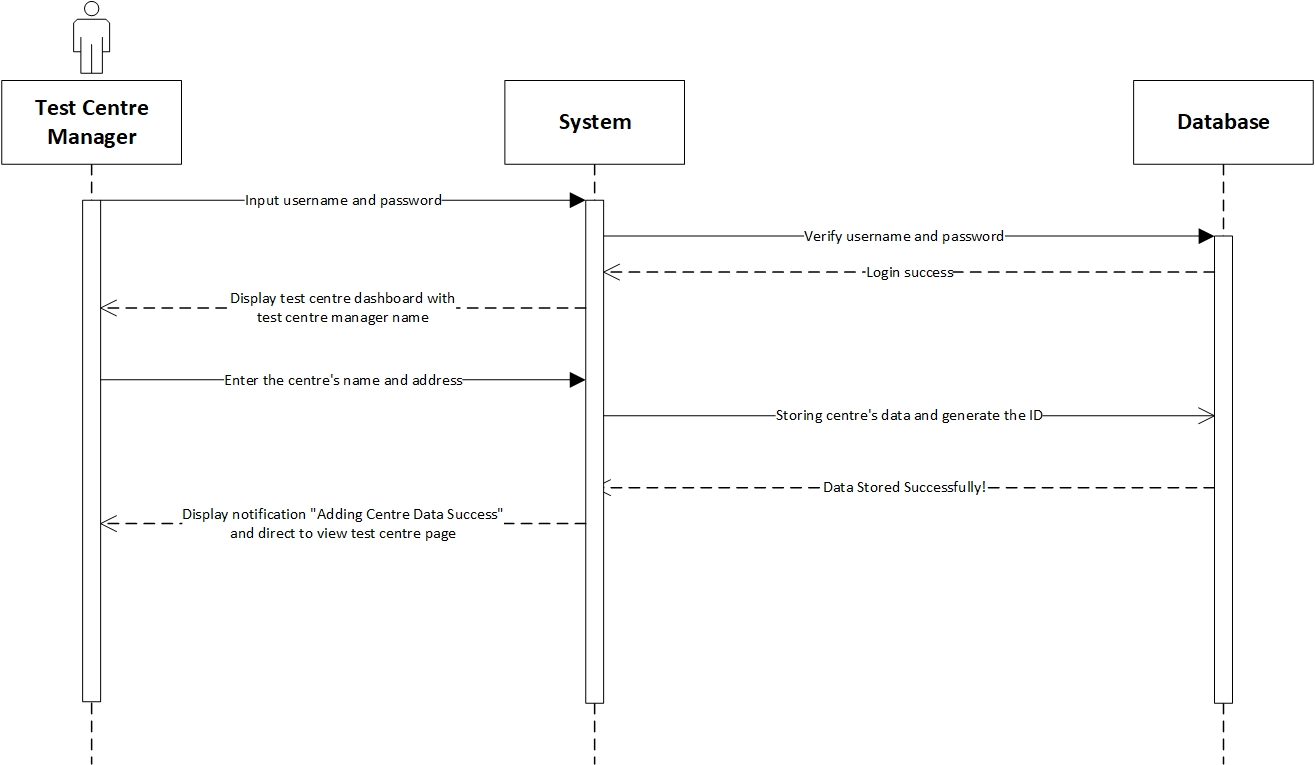 Test Centre
Manager
System
Database
Input username and password
Verify username and password
Login success
Display test centre dashboard with
test centre manager name
Enter the centre's name and address
Storing centre's data and generate the ID
Data Stored Successfully!
Display notification "Adding Centre Data Success"
and direct to view test centre page